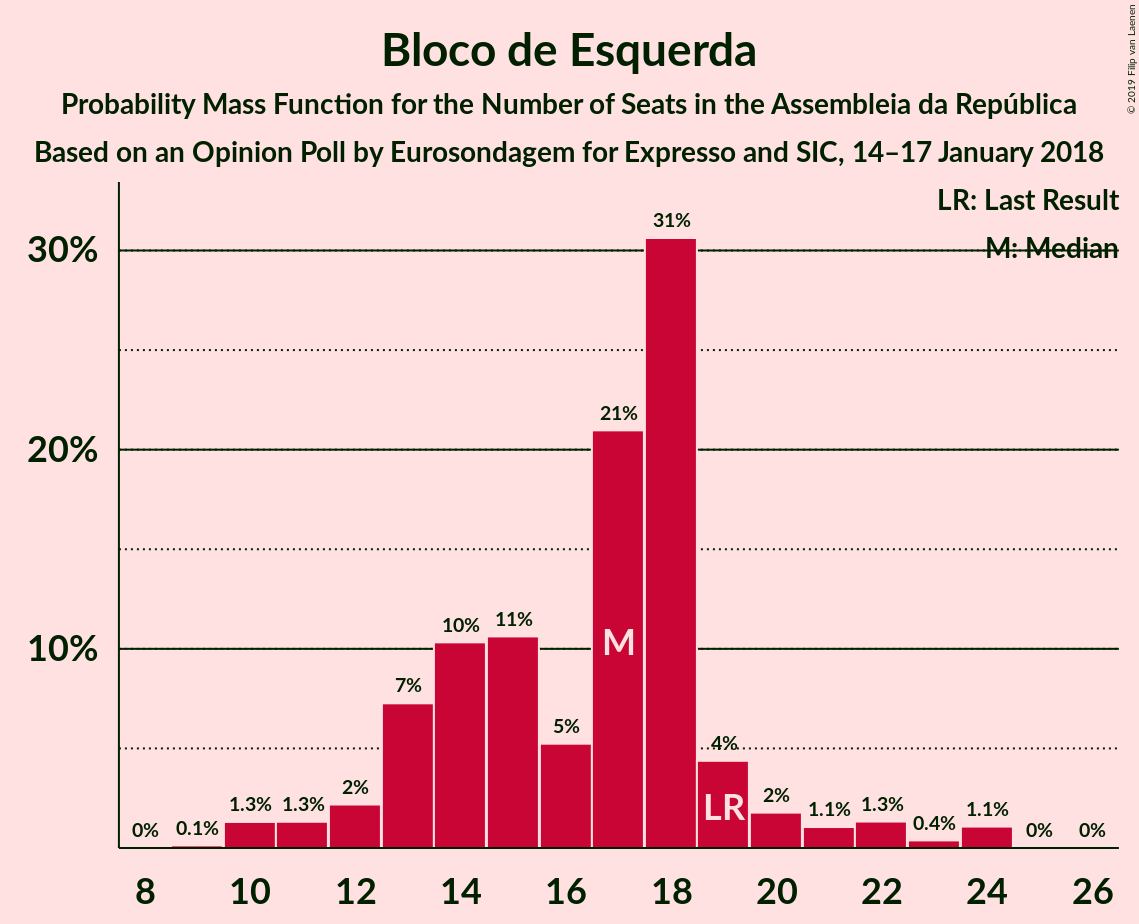 © 2019 Filip van Laenen
Bloco de Esquerda
Probability Mass Function for the Number of Seats in the Assembleia da República
Based on an Opinion Poll by Eurosondagem for Expresso and SIC, 14–17 January 2018
LR: Last Result
M: Median
30%
20%
10%
0%
0.1%
1.3%
1.3%
2%
7%
10%
11%
5%
21%
31%
4%
2%
1.1%
1.3%
0.4%
1.1%
0%
0%
M
LR
8 10 12 14 16 18 20 22 24 26